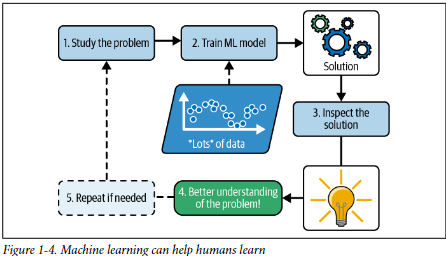 1. Study the problem
2. Train ML model
Solution
*Lots* of data
3. Inspect the
solution
4. Better understanding
of the problem!
5. Repeat if needed
Figure 1-4. Machine learning can help humans learn